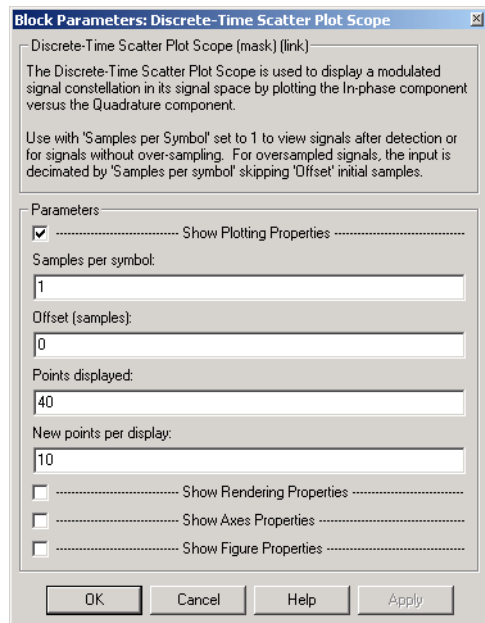 Block Parameters: Discrete-Time Scatter Plot Scope
Discrete-Time Scatter Plot Scope (mask) (link)
The Discrete-Time Scatter Plot Scope is used to display a modulated
signal constellation in its signal space by plotting the In-phase component
versus the Quadrature component.
Use with 'Samples per Symbol' set to 1 to view signals after detection or
for signals without over-sampling. For oversampled signals, the input is
decimated by 'Samples per symbol' skipping 'Offset' initial samples.
Parameters
------------------------------ Show Plotting Properties --------------------------------
Samples per symbol:
1
Offset (samples):
0
Points displayed:
40
New points per display:
10
------------------------------ Show Rendering Properties ---------------------------
------------------------------ Show Axes Properties -----------------------------------
------------------------------ Show Figure Properties ---------------------------------
OK
Cancel
Help
Apply